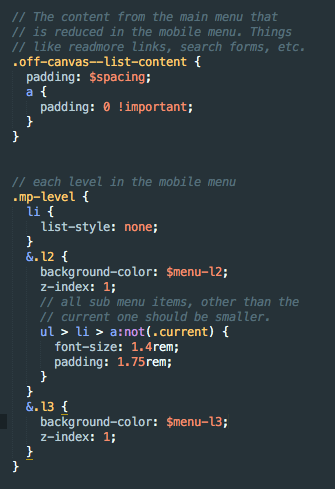 // The content from the main menu that
// is reduced in the mobile menu. Things
// like readmore links, search forms, etc.
.off-canvas--list-content {
  padding: $spacing;
  a {
    padding: 0 !important;
  }
}
// each level in the mobile menu
.mp-level {
  li {
    list-style: none;
  }
  &.l2 {
    background-color: $menu-l2;
    z-index: 1;
    // all sub menu items, other than the
    // current one should be smaller.
    ul > li > a:not(.current) {
      font-size: 1.4rem;
      padding: 1.75rem;
    }
  }
  &.l3 {
    background-color: $menu-l3;
    z-index: 1;
  }
}